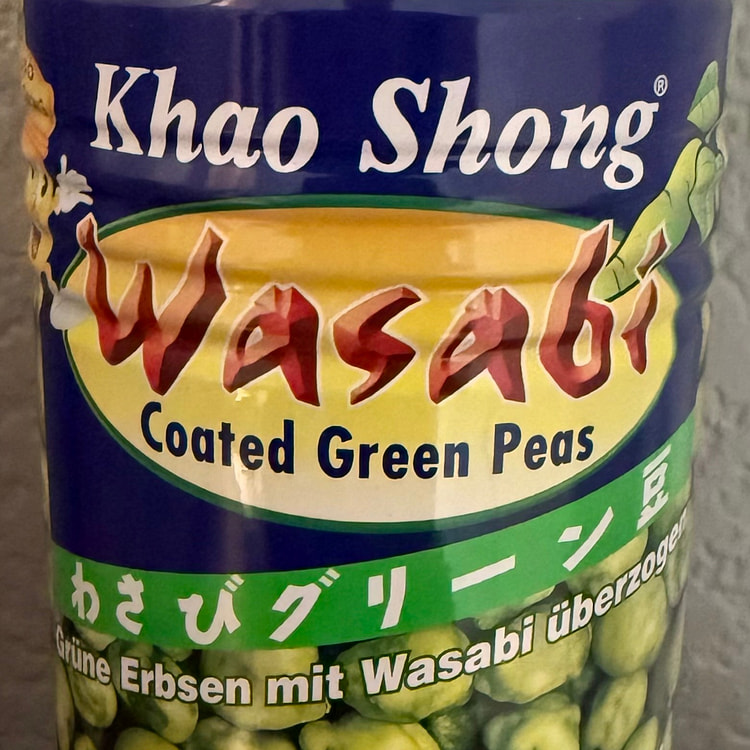 Khao Shong®
Wasabi
Coated Green Peas
わさびグリーン豆
Grüne Erbsen mit Wasabi überzogen